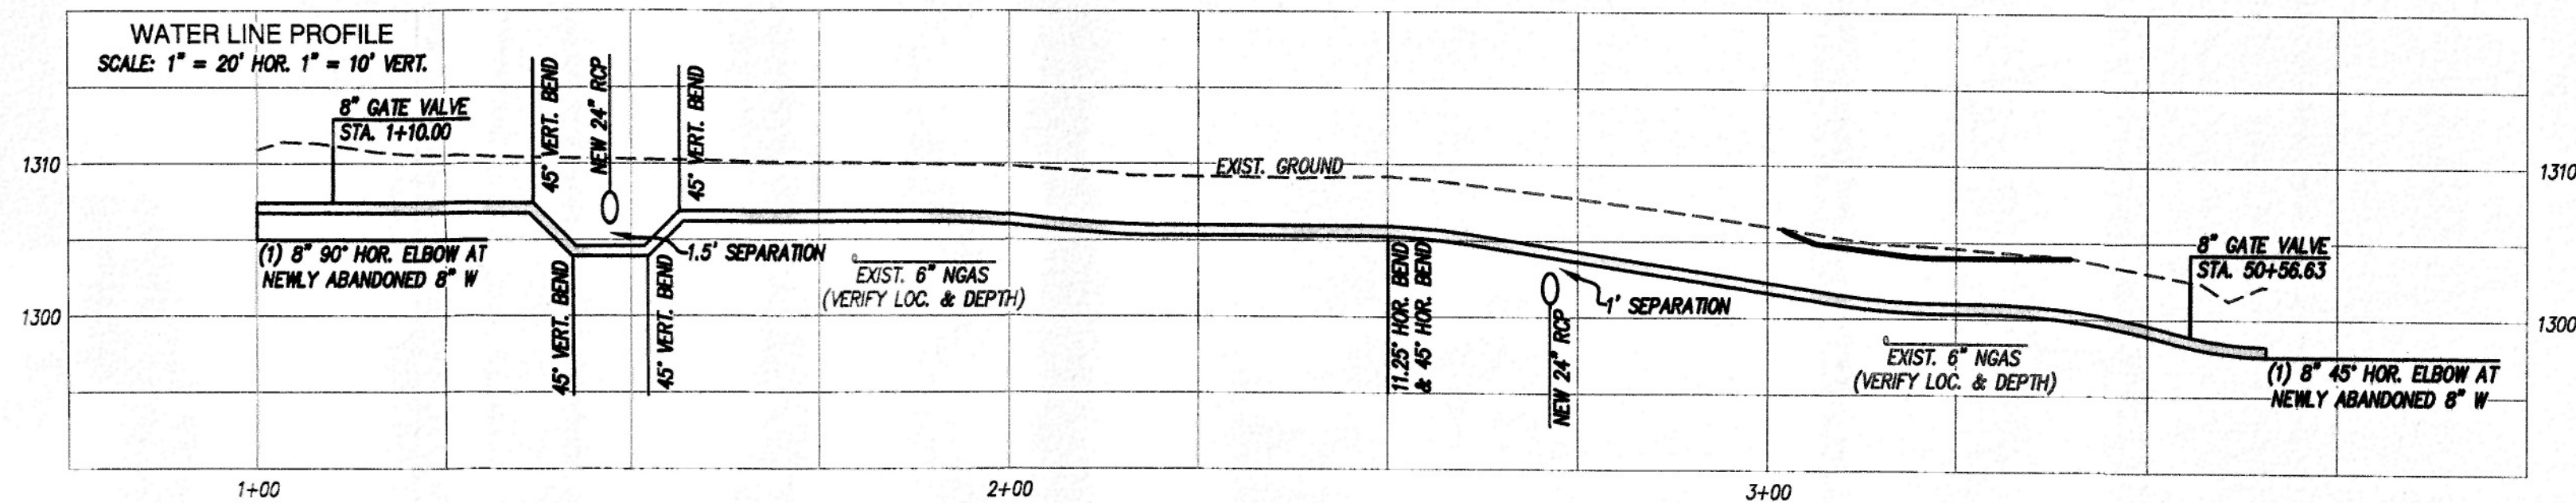 WATER LINE PROFILE
SCALE: 1" = 20' HOR. 1" = 10' VERT.
8" GATE VALVE
STA. 1+10.00
45° VERT. BEND
NEW 24" RCP
45° VERT. BEND
1310
EXIST. GROUND
1310
(1) 8" 90° HOR. ELBOW AT
NEWLY ABANDONED 8" W
1.5' SEPARATION
EXIST. 6" NGAS
(VERIFY LOC. & DEPTH)
45° VERT. BEND
45° VERT. BEND
11.25° HOR. BEND
& 45° HOR. BEND
1' SEPARATION
NEW 24" RCP
8" GATE VALVE
STA. 50+56.63
1300
1300
EXIST. 6" NGAS
(VERIFY LOC. & DEPTH)
(1) 8" 45° HOR. ELBOW AT
NEWLY ABANDONED 8" W
1+00
2+00
3+00